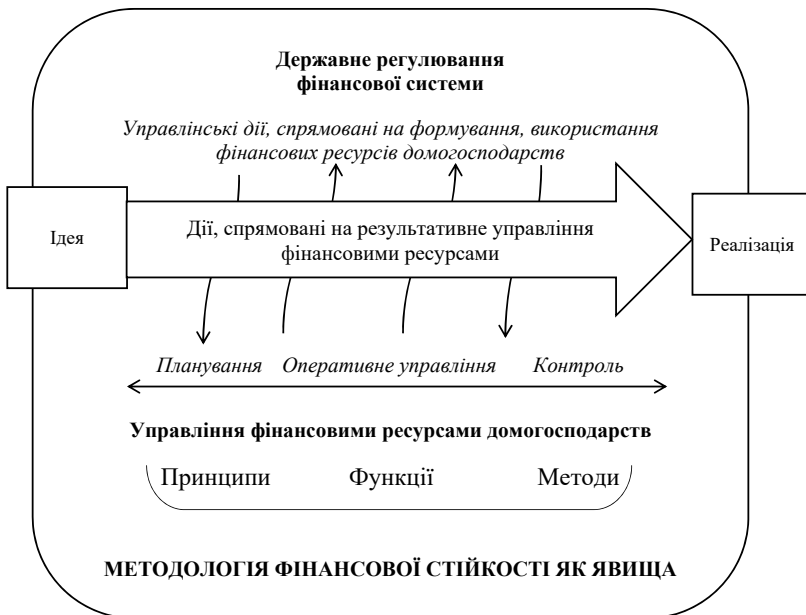 Державне регулювання
фінансової системи
Управлінські дії, спрямовані на формування, використання
фінансових ресурсів домогосподарств
Ідея
Дії, спрямовані на результативне управління
фінансовими ресурсами
Реалізація
Планування Оперативне управління Контроль
Управління фінансовими ресурсами домогосподарств
Принципи Функції Методи
МЕТОДОЛОГІЯ ФІНАНСОВОЇ СТІЙКОСТІ ЯК ЯВИЩА